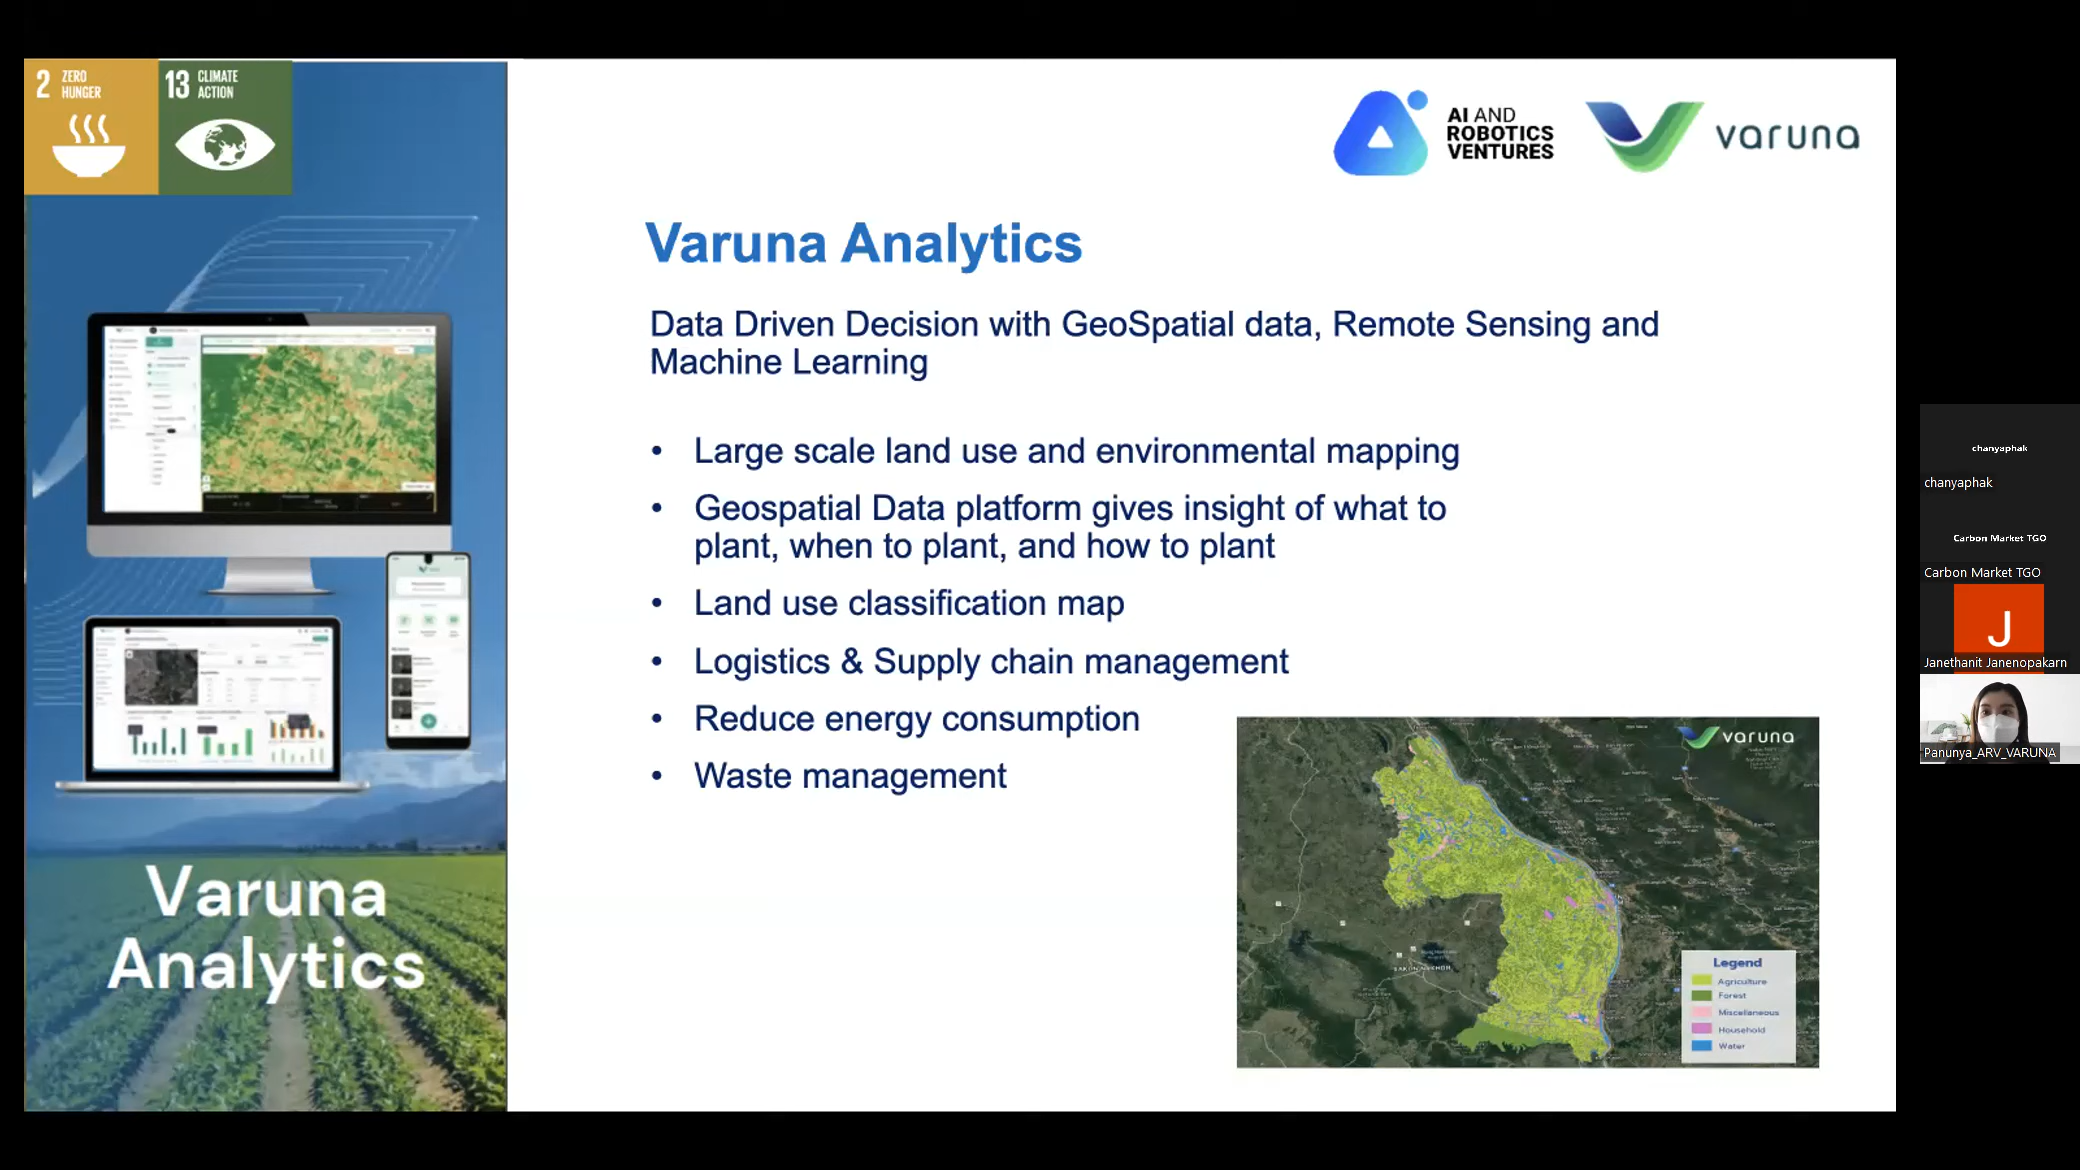 2 ZERO
HUNGER
13 CLIMATE
ACTION
AI AND
ROBOTICS
VENTURES
varuna
Varuna Analytics
Data Driven Decision with GeoSpatial data, Remote Sensing and
Machine Learning
• Large scale land use and environmental mapping
• Geospatial Data platform gives insight of what to
plant, when to plant, and how to plant
• Land use classification map
• Logistics & Supply chain management
• Reduce energy consumption
• Waste management
Varuna
Analytics
varuna
SAKON NAKHON
Legend
Agriculture
Forest
Miscellaneous
Household
Water
chanyaphak
chanyaphak
Carbon Market TGO
Carbon Market TGO
J
Janethanit Janenopakarn
Panunya_ARV_VARUNA